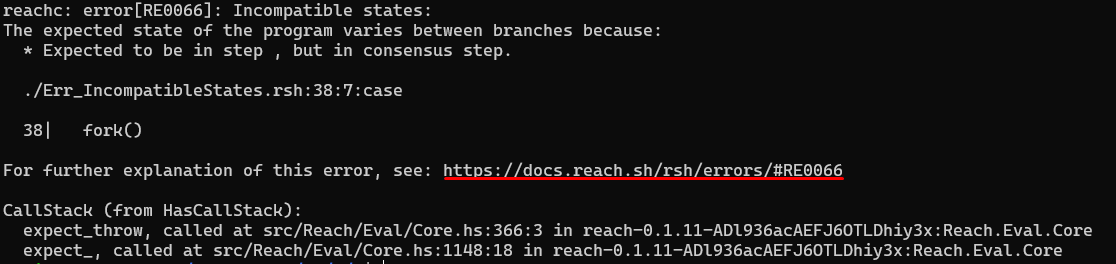 reachc: error[RE0066]: Incompatible states:
The expected state of the program varies between branches because:
* Expected to be in step , but in consensus step.
./Err_IncompatibleStates.rsh:38:7:case
38|   fork()
For further explanation of this error, see: https://docs.reach.sh/rsh/errors/#RE0066
CallStack (from HasCallStack):
expect_throw, called at src/Reach/Eval/Core.hs:366:3 in reach-0.1.11-ADl936acAEFJ6OTLDhiy3x:Reach.Eval.Core
expect_, called at src/Reach/Eval/Core.hs:1148:18 in reach-0.1.11-ADl936acAEFJ6OTLDhiy3x:Reach.Eval.Core